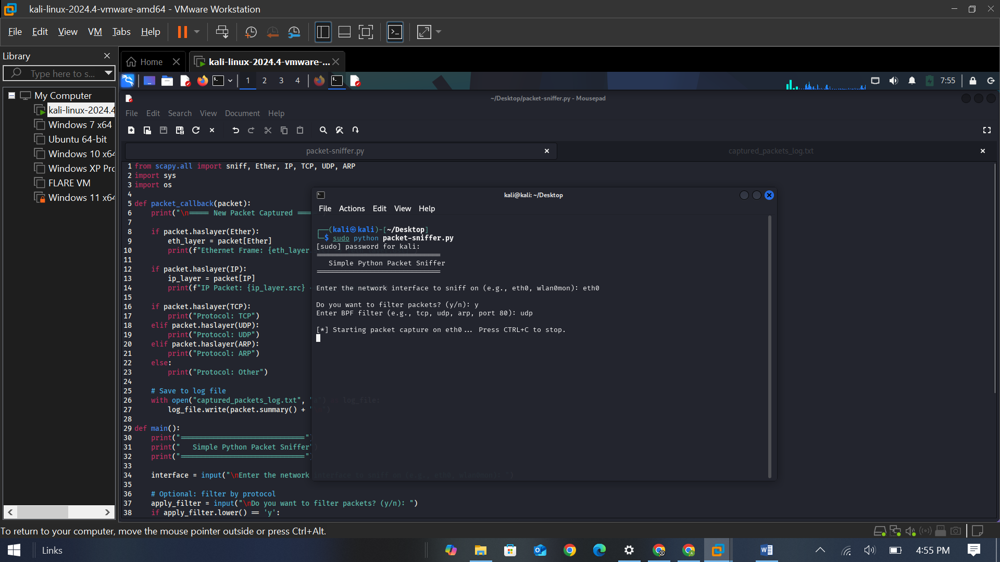 kali-linux-2024.4-vmware-amd64 - VMware Workstation
File Edit View VM Tabs Help
Library
Type here to s...
My Computer
kali-linux-2024.4
Windows 7 x64
Ubuntu 64-bit
Windows 10 x64
Windows XP Pro
FLARE VM
Windows 11 x64
Home
kali-linux-2024.4-vmware-...
1 2 3 4
7:55
~/Desktop/packet-sniffer.py - Mousepad
File Edit Search View Document Help
packet-sniffer.py
captured_packets_log.txt
1 from scapy.all import sniff, Ether, IP, TCP, UDP, ARP
2 import sys
3 import os
4
5 def packet_callback(packet):
6 print("\n===== New Packet Captured ====
7
8 if packet.haslayer(Ether):
9 eth_layer = packet[Ether]
10 print(f"Ethernet Frame: {eth_layer.
11
12 if packet.haslayer(IP):
13 ip_layer = packet[IP]
14 print(f"IP Packet: {ip_layer.src} -
15
16 if packet.haslayer(TCP):
17 print("Protocol: TCP")
18 elif packet.haslayer(UDP):
19 print("Protocol: UDP")
20 elif packet.haslayer(ARP):
21 print("Protocol: ARP")
22 else:
23 print("Protocol: Other")
24
25 # Save to log file
26 with open("captured_packets_log.txt", "a") as log_file:
27 log_file.write(packet.summary() + "\n")
28
29 def main():
30 print("==============================")
31 print("   Simple Python Packet Sniffer")
32 print("==============================")
33
34 interface = input("\nEnter the network interface to sniff on (e.g., eth0, wlan0mon): ")
35
36 # Optional: filter by protocol
37 apply_filter = input("\nDo you want to filter packets? (y/n): ")
38 if apply_filter.lower() == 'y':
kali@kali: ~/Desktop
File Actions Edit View Help
┌──(kali㉿kali)-[~/Desktop]
└─$ sudo python packet-sniffer.py
[sudo] password for kali:
==============================
Simple Python Packet Sniffer
==============================
Enter the network interface to sniff on (e.g., eth0, wlan0mon): eth0
Do you want to filter packets? (y/n): y
Enter BPF filter (e.g., tcp, udp, arp, port 80): udp
[*] Starting packet capture on eth0... Press CTRL+C to stop.
To return to your computer, move the mouse pointer outside or press Ctrl+Alt.
Links
4:55 PM